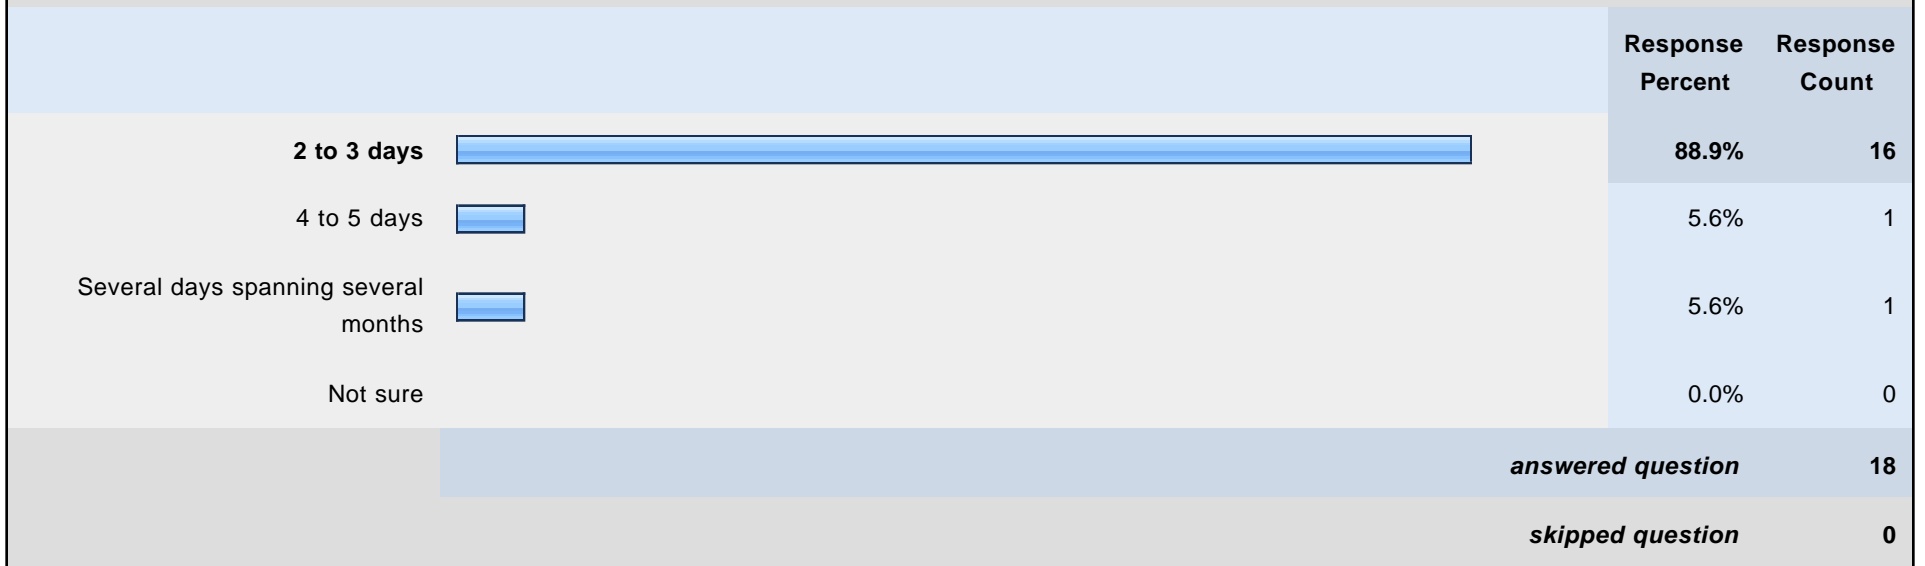 Response Response
Percent Count
2 to 3 days 88.9% 16
4 to 5 days 5.6% 1
Several days spanning several
months 5.6% 1
Not sure 0.0% 0
answered question 18
skipped question 0